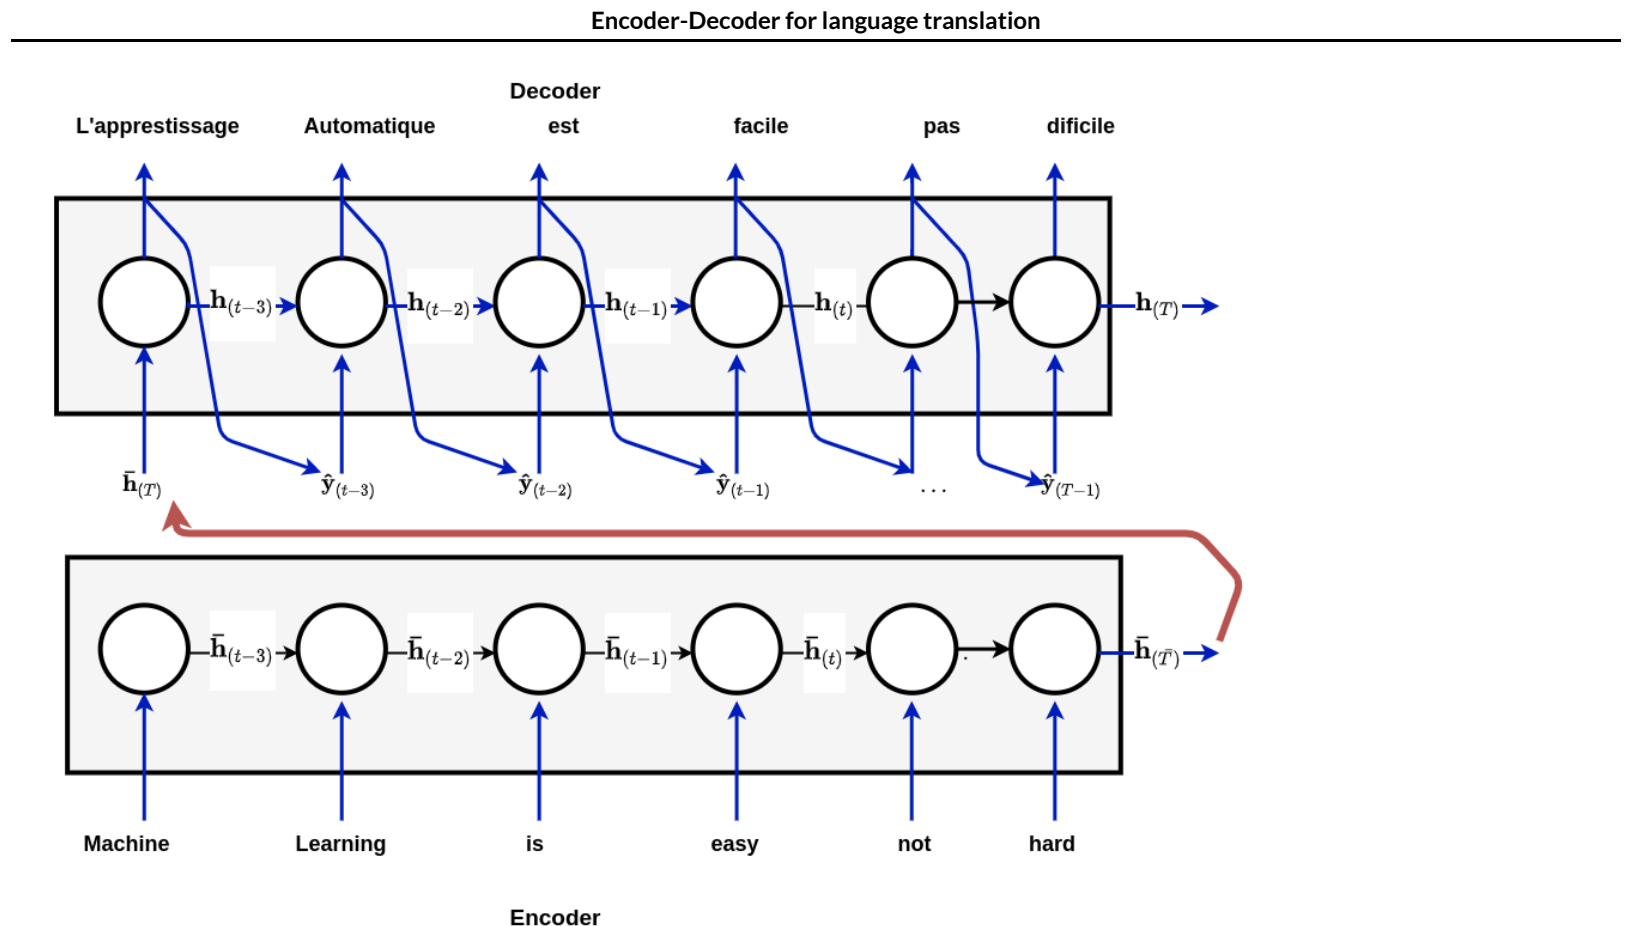 Encoder-Decoder for language translation
Decoder
L'apprestissage Automatique est facile pas dificile
h(t−3) h(t−2) h(t−1) h(t) h(T)
h̄(T) ŷ(t−3) ŷ(t−2) ŷ(t−1) ... ŷ(T−1)
h̄(t−3) h̄(t−2) h̄(t−1) h̄(t) . h̄(T̄)
Machine Learning is easy not hard
Encoder